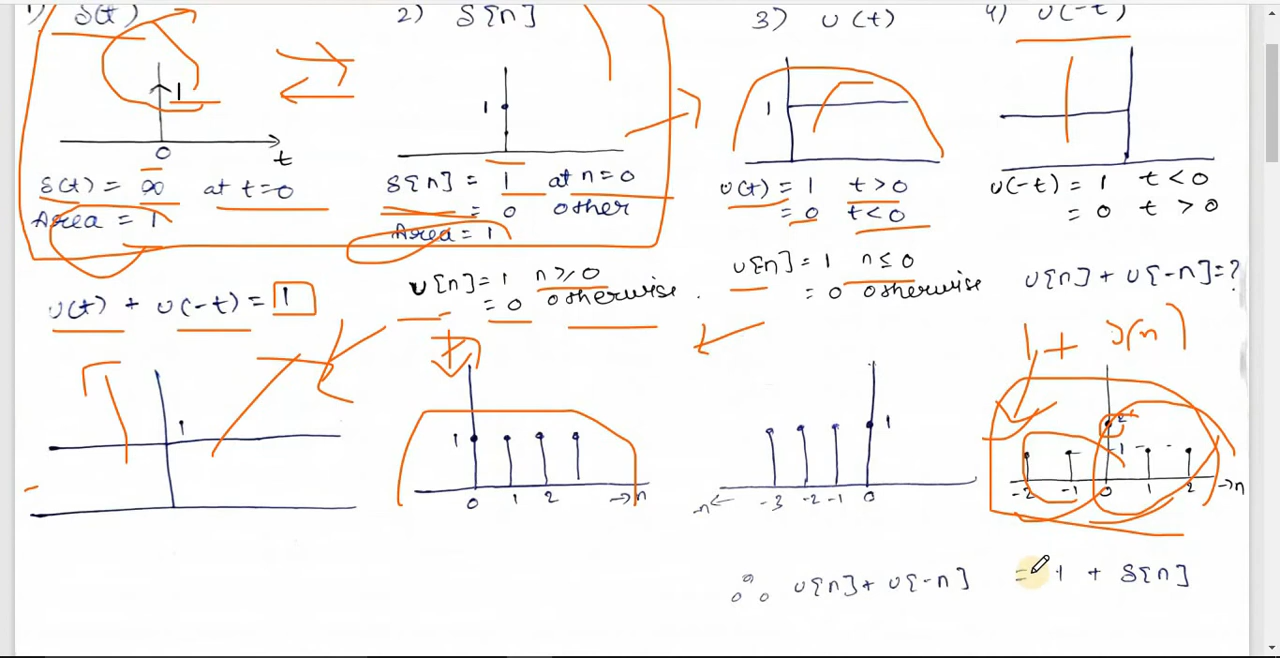 1) δ(t)
2) δ[n]
3) u(t)
4) u(-t)
1
0
t
1
1
δ(t) = ∞ at t=0
Area = 1
δ[n] = 1 at n=0
= 0 other
Area = 1
u(t) = 1 t>0
= 0 t<0
u(-t) = 1 t<0
= 0 t>0
u(t) + u(-t) = 1
u[n]=1 n≥0
= 0 otherwise.
u[n]=1 n≤0
= 0 otherwise
u[n] + u[-n]=?
1 + δ(n)
1
1
0 1 2 →n
1
-n← -3 -2 -1 0
2
1
-2 -1 0 1 2 →n
∴ u[n]+u[-n] = 1 + δ[n]